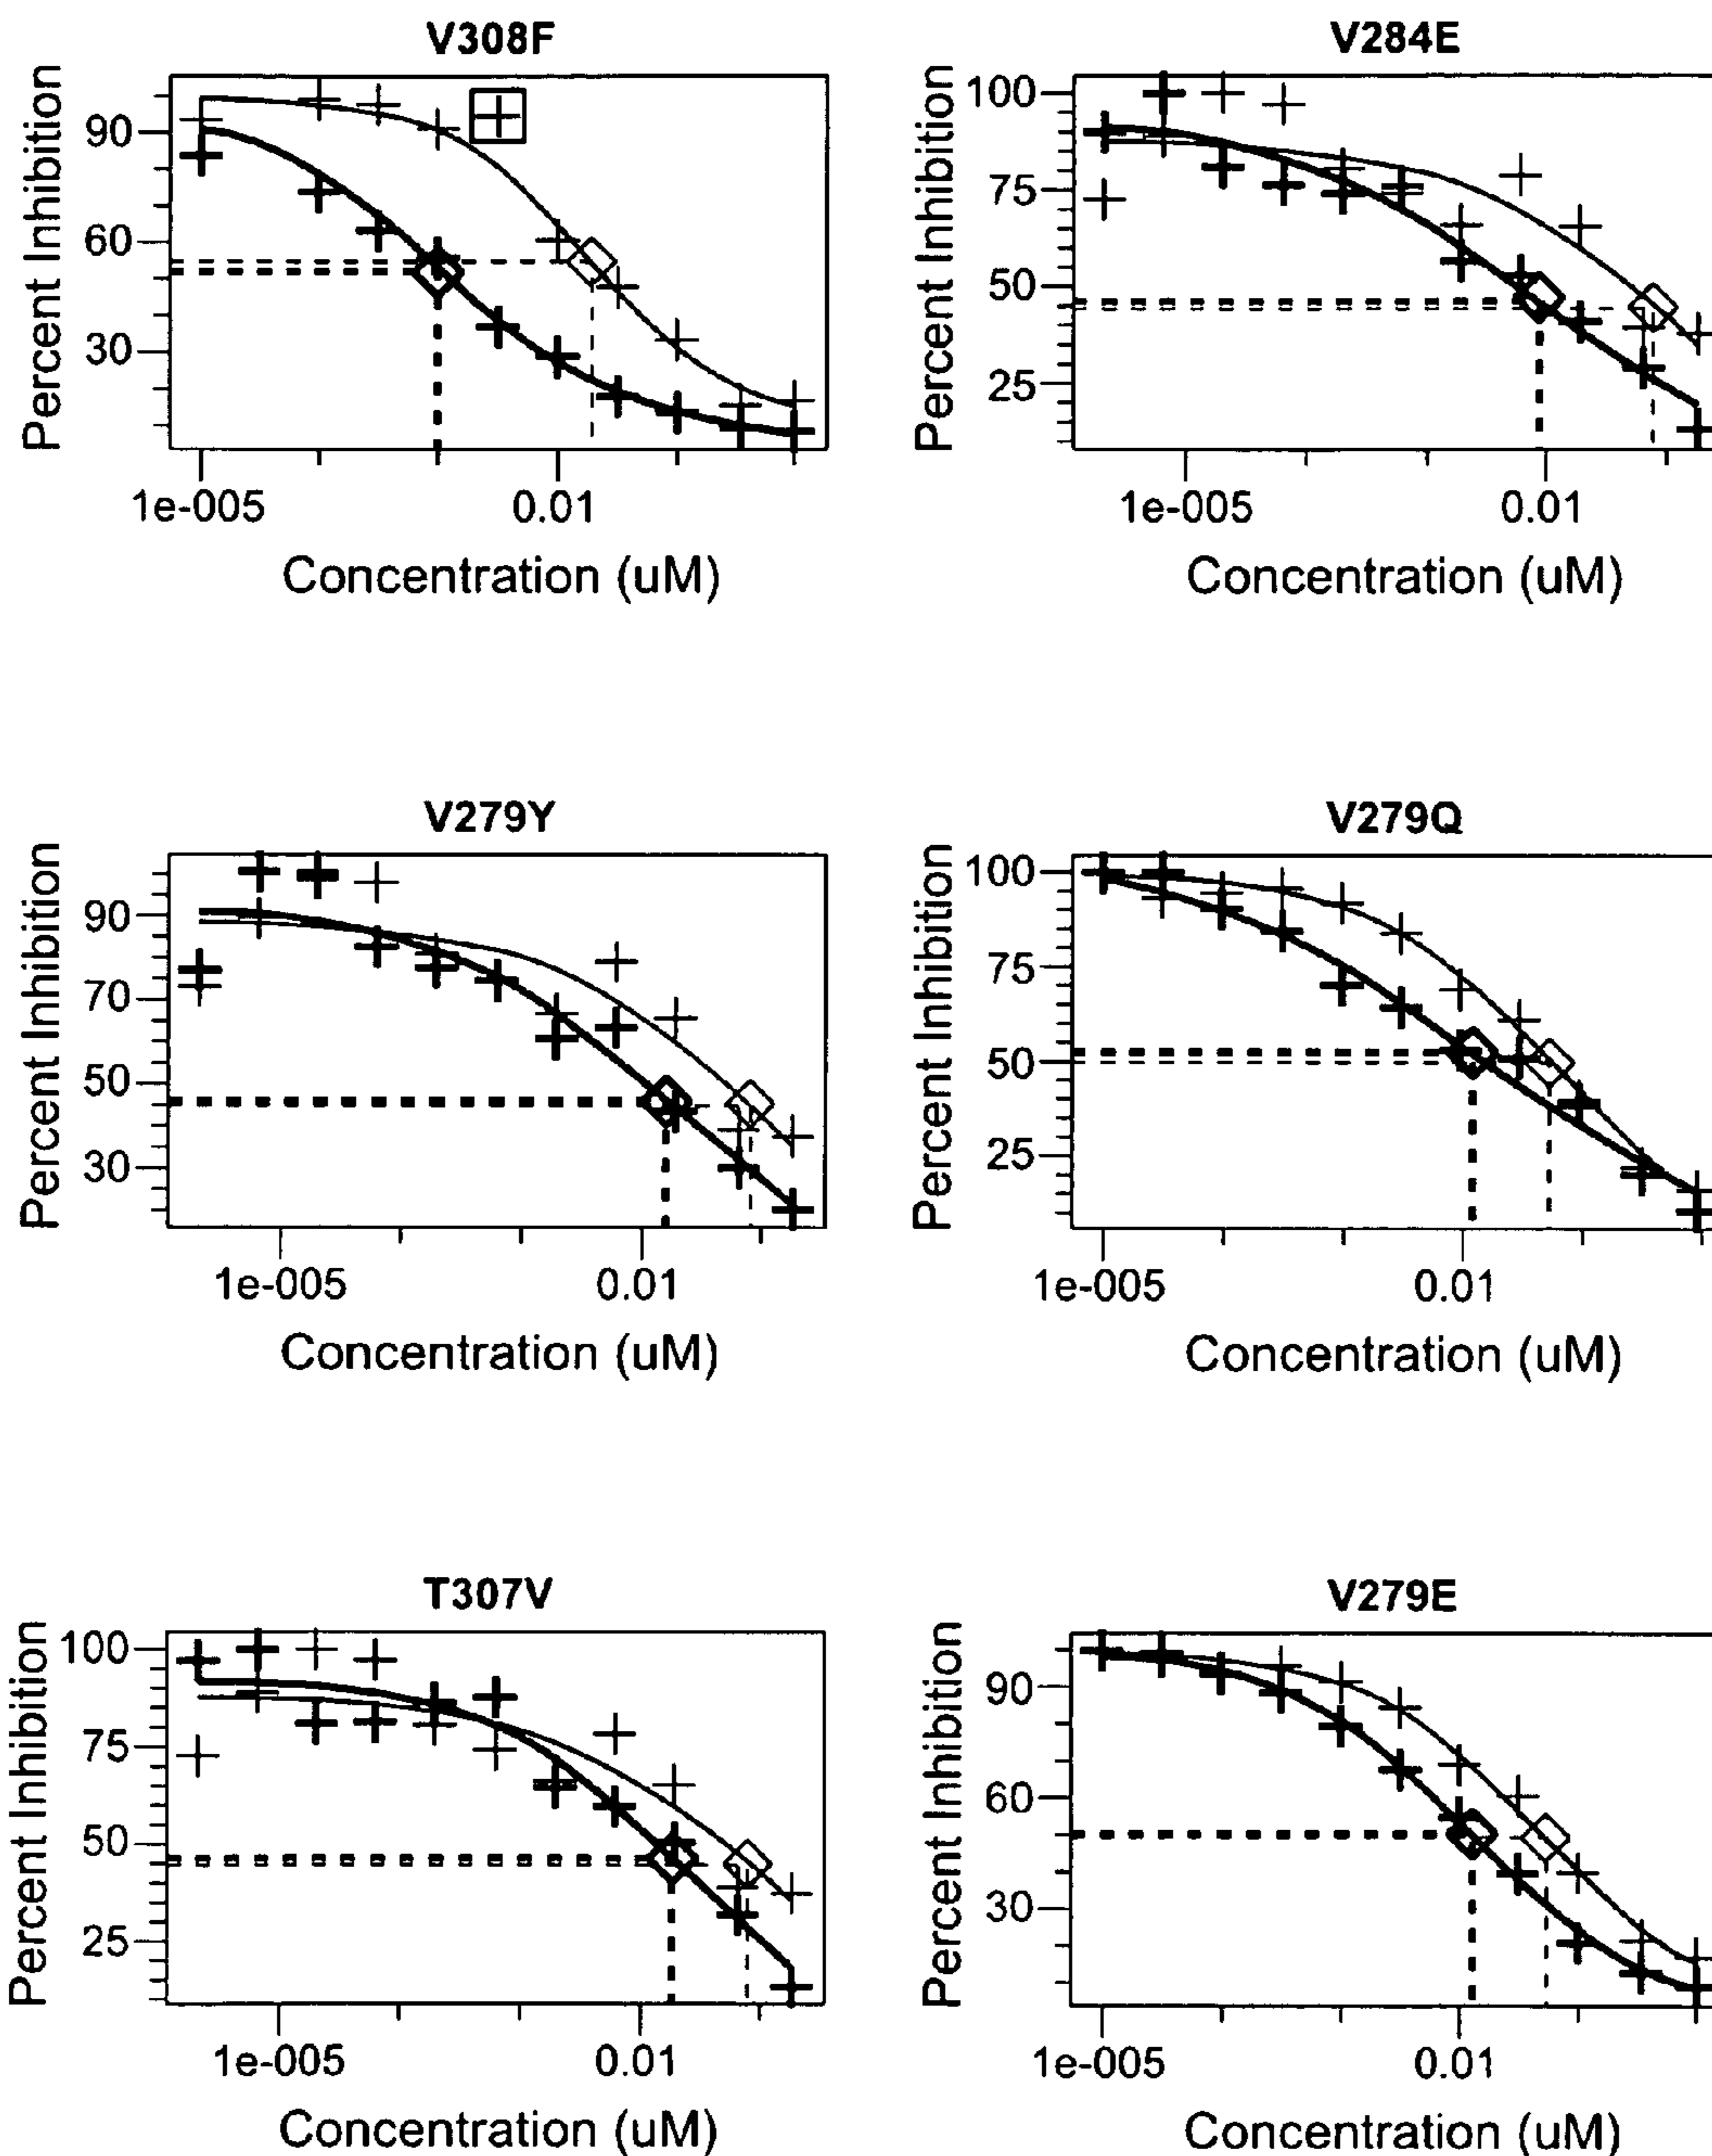 V308F
Percent Inhibition
90
60
30
1e-005
0.01
Concentration (uM)
V284E
Percent Inhibition
100
75
50
25
1e-005
0.01
Concentration (uM)
V279Y
Percent Inhibition
90
70
50
30
1e-005
0.01
Concentration (uM)
V279Q
Percent Inhibition
100
75
50
25
1e-005
0.01
Concentration (uM)
T307V
Percent Inhibition
100
75
50
25
1e-005
0.01
Concentration (uM)
V279E
Percent Inhibition
90
60
30
1e-005
0.01
Concentration (uM)